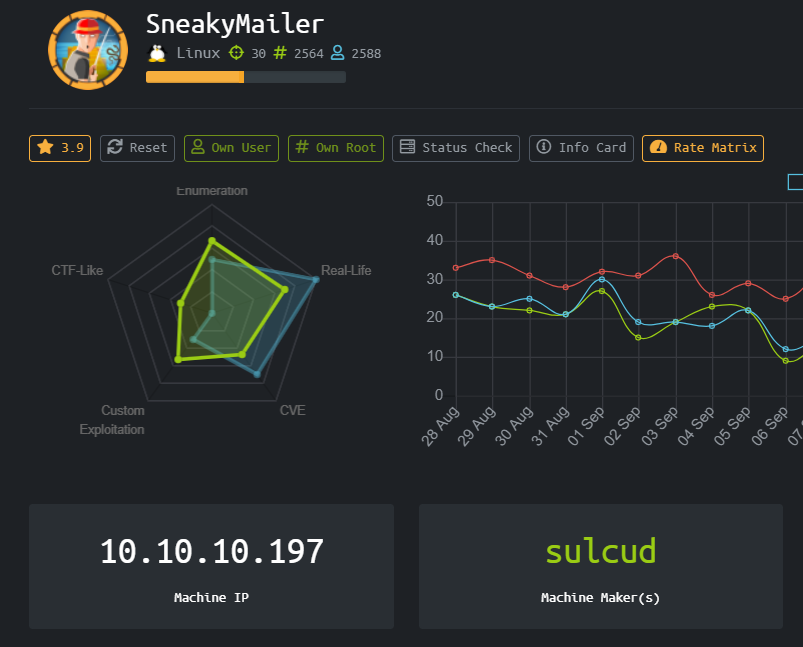 SneakyMailer
Linux 30 # 2564 2588
3.9 Reset Own User # Own Root Status Check Info Card Rate Matrix
Enumeration
CTF-Like
Real-Life
Custom
Exploitation
CVE
50
40
30
20
10
0
28 Aug 29 Aug 30 Aug 31 Aug 01 Sep 02 Sep 03 Sep 04 Sep 05 Sep 06 Sep
10.10.10.197
Machine IP
sulcud
Machine Maker(s)